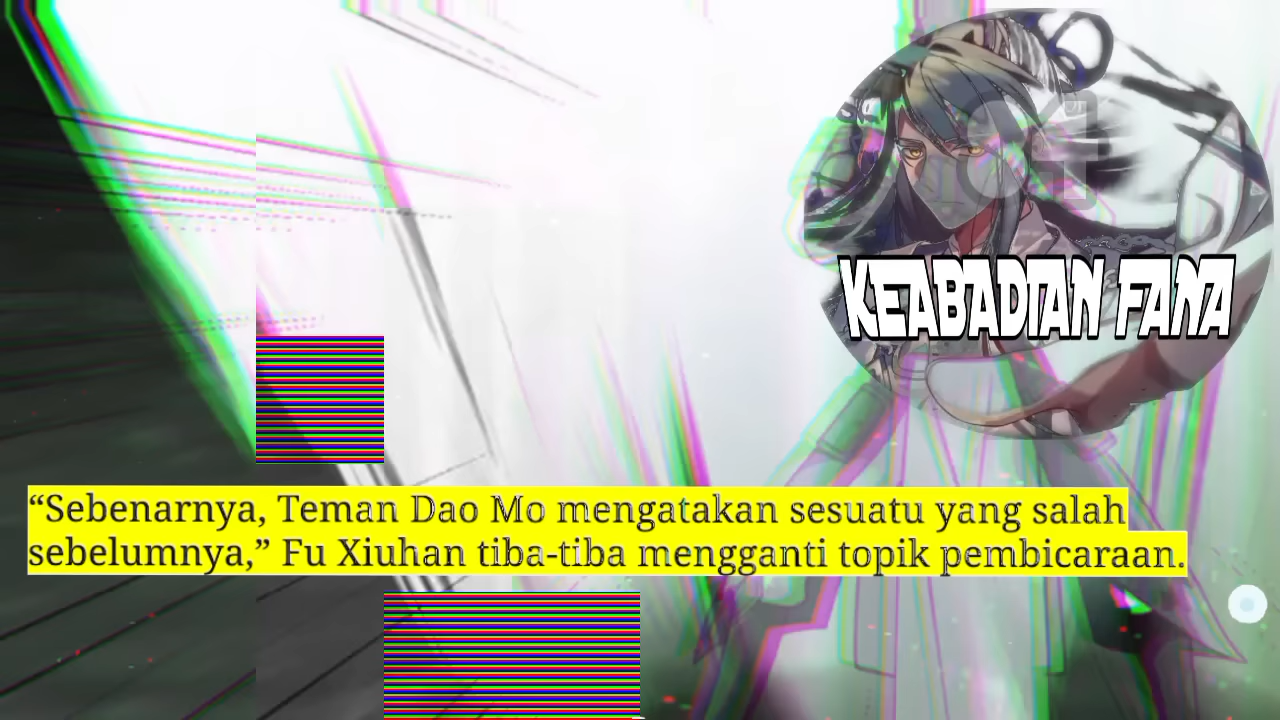 KEABADIAN FANA
“Sebenarnya, Teman Dao Mo mengatakan sesuatu yang salah
sebelumnya,” Fu Xiuhan tiba-tiba mengganti topik pembicaraan.